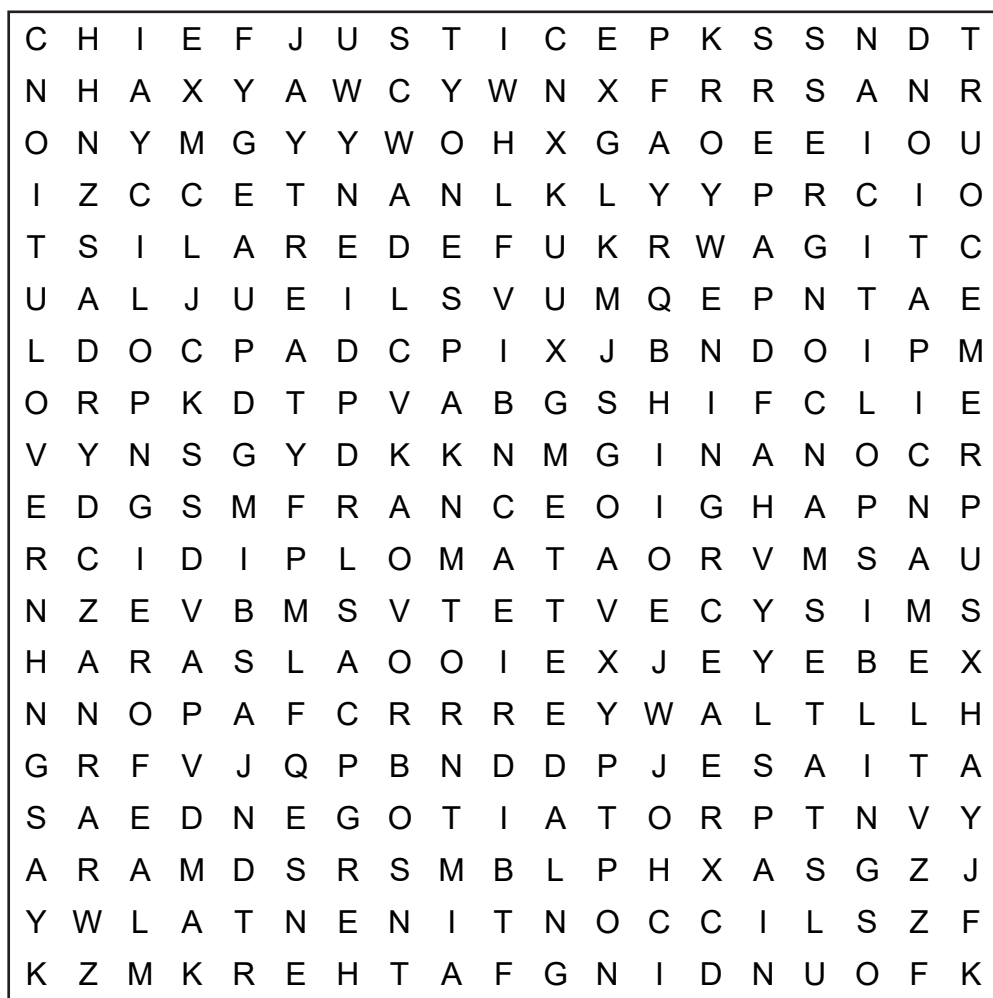 C H I E F J U S T I C E P K S S N D T
N H A X Y A W C Y W N X F R R S A N R
O N Y M G Y Y W O H X G A O E E I O U
I Z C C E T N A N L K L Y Y P R C I O
T S I L A R E D E F U K R W A G I T C
U A L J U E I L S V U M Q E P N T A E
L D O C P A D C P I X J B N D O I P M
O R P K D T P V A B G S H I F C L I E
V Y N S G Y D K K N M G I N A N O C R
E D G S M F R A N C E O I G H A P N P
R C I D I P L O M A T A O R V M S A U
N Z E V B M S V T E T V E C Y S I M S
H A R A S L A O O I E X J E Y E B E X
N N O P A F C R R R E Y W A L T L L H
G R F V J Q P B N D D P J E S A I T A
S A E D N E G O T I A T O R P T N V Y
A R A M D S R S M B L P H X A S G Z J
Y W L A T N E N I T N O C C I L S Z F
K Z M K R E H T A F G N I D N U O F K